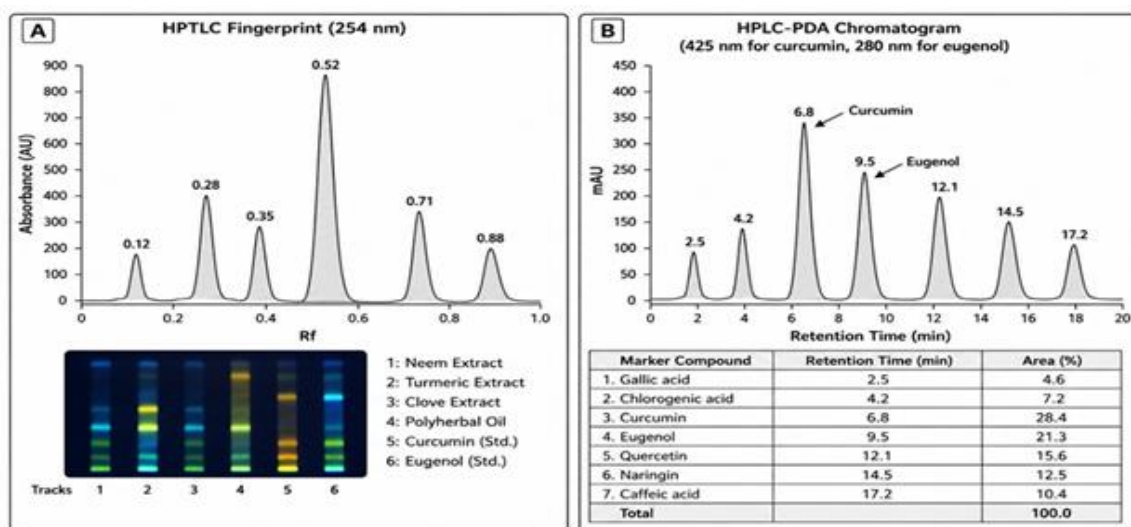 A
HPTLC Fingerprint (254 nm)
Absorbance (AU)
900
800
700
600
500
400
300
200
100
0
0.12
0.28
0.35
0.52
0.71
0.88
0 0.2 0.4 0.6 0.8 1.0
Rf
1: Neem Extract
2: Turmeric Extract
3: Clove Extract
4: Polyherbal Oil
5: Curcumin (Std.)
6: Eugenol (Std.)
Tracks 1 2 3 4 5 6
B
HPLC-PDA Chromatogram
(425 nm for curcumin, 280 nm for eugenol)
mAU
450
400
350
300
250
200
150
100
50
0
2.5
4.2
6.8
Curcumin
9.5
Eugenol
12.1
14.5
17.2
0 2 4 6 8 10 12 14 16 18 20
Retention Time (min)
Marker Compound Retention Time (min) Area (%)
1. Gallic acid 2.5 4.6
2. Chlorogenic acid 4.2 7.2
3. Curcumin 6.8 28.4
4. Eugenol 9.5 21.3
5. Quercetin 12.1 15.6
6. Naringin 14.5 12.5
7. Caffeic acid 17.2 10.4
Total 100.0